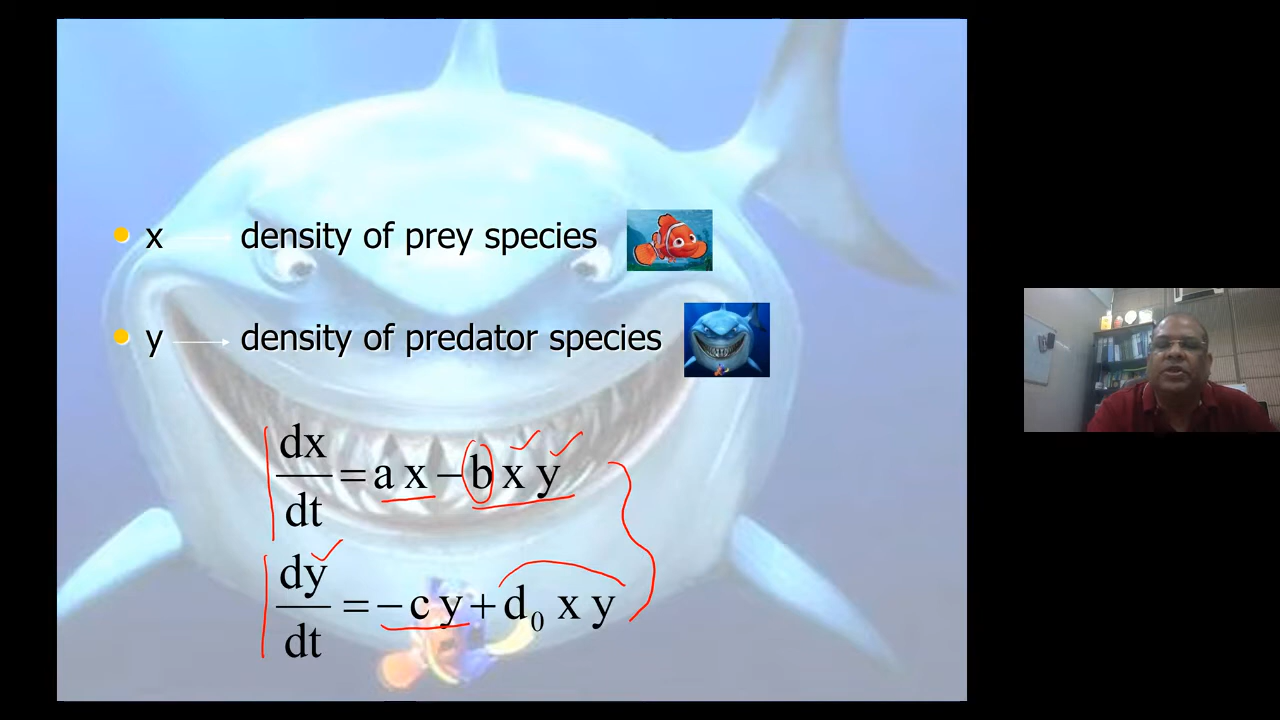 x → density of prey species
y → density of predator species
dx/dt = a x − b x y
dy/dt = − c y + d₀ x y